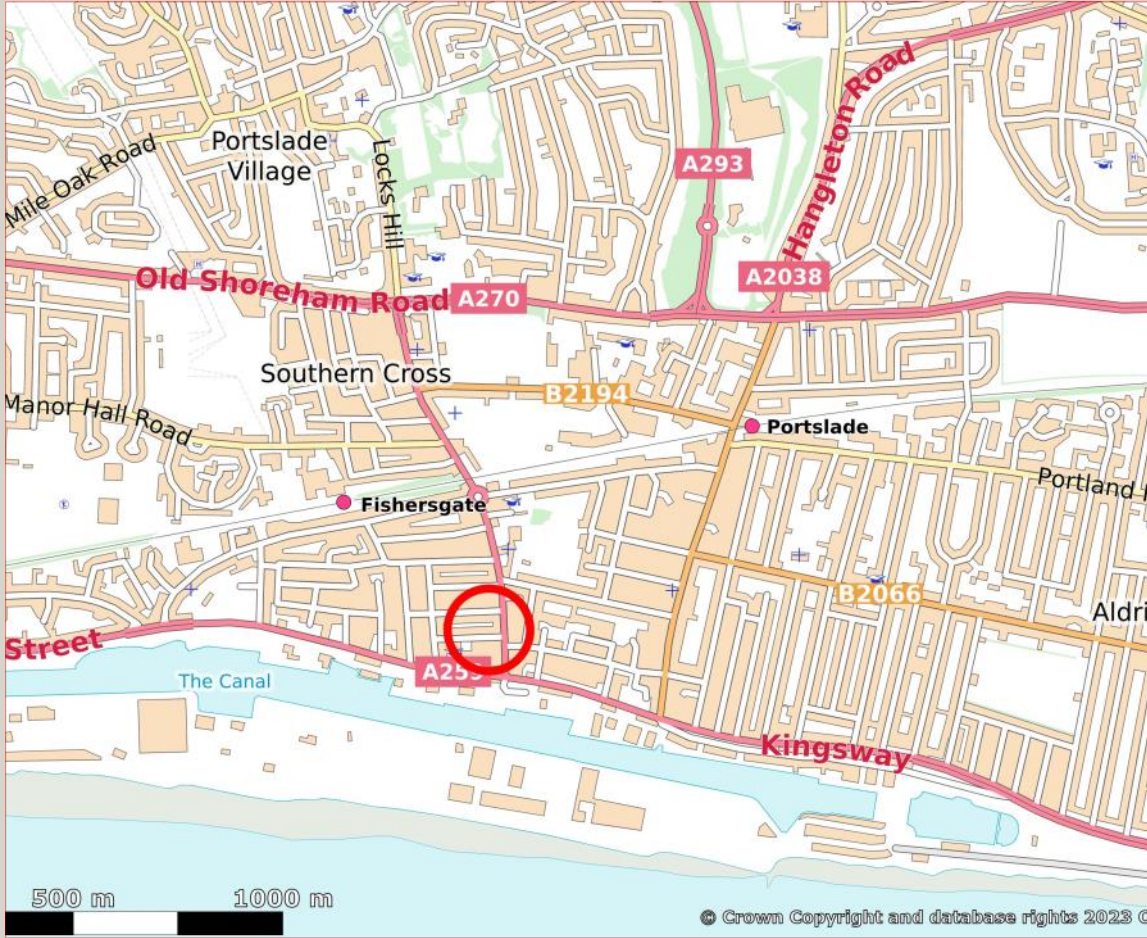 Portslade
Village
Mile Oak Road
Locks Hill
A293
Hangleton Road
A2038
Old Shoreham Road
A270
Southern Cross
B2194
Manor Hall Road
Portslade
Portland
Fishersgate
B2066
Aldri
Street
A259
The Canal
Kingsway
500 m
1000 m
© Crown Copyright and database rights 2023